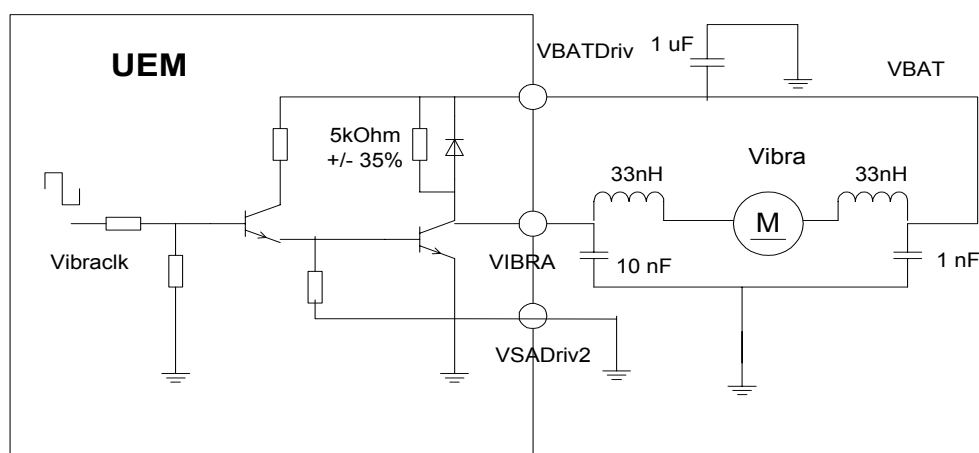 UEM
VBATDriv
1 uF
VBAT
5kOhm
+/- 35%
Vibra
33nH
33nH
M
Vibraclk
VIBRA
10 nF
1 nF
VSADriv2